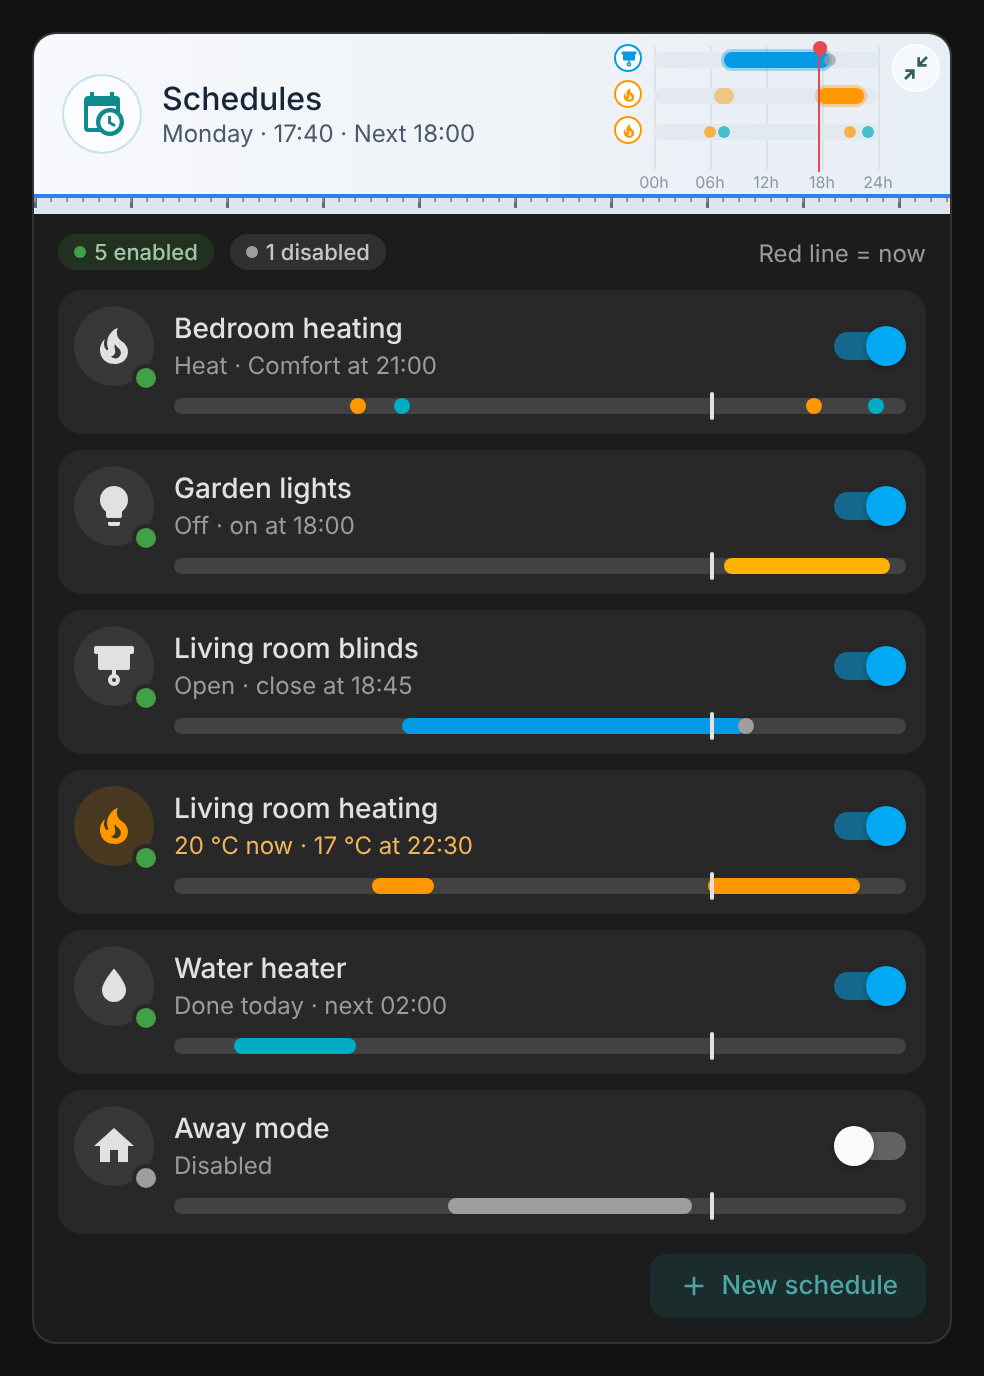 Schedules
Monday · 17:40 · Next 18:00
00h 06h 12h 18h 24h
5 enabled
1 disabled
Red line = now
Bedroom heating
Heat · Comfort at 21:00
Garden lights
Off · on at 18:00
Living room blinds
Open · close at 18:45
Living room heating
20 °C now · 17 °C at 22:30
Water heater
Done today · next 02:00
Away mode
Disabled
+ New schedule